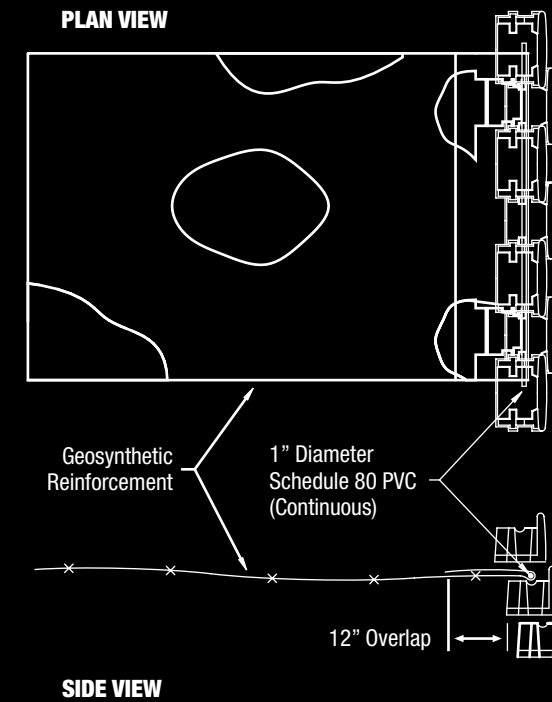 PLAN VIEW
Geosynthetic
Reinforcement
1” Diameter
Schedule 80 PVC
(Continuous)
12” Overlap
SIDE VIEW